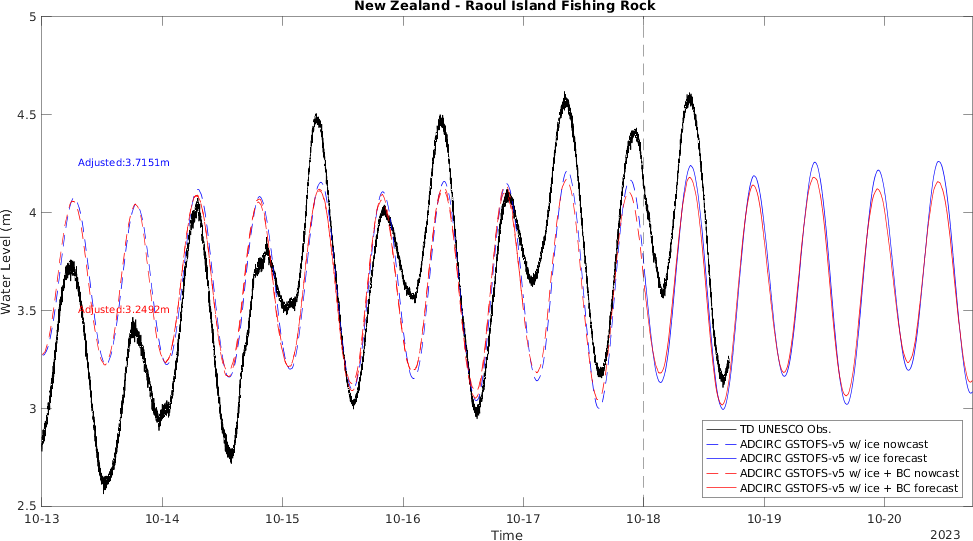 New Zealand - Raoul Island Fishing Rock
5
4.5
4
3.5
3
2.5
Water Level (m)
Adjusted:3.7151m
Adjusted:3.2492m
TD UNESCO Obs.
ADCIRC GSTOFS-v5 w/ ice nowcast
ADCIRC GSTOFS-v5 w/ ice forecast
ADCIRC GSTOFS-v5 w/ ice + BC nowcast
ADCIRC GSTOFS-v5 w/ ice + BC forecast
10-13 10-14 10-15 10-16 10-17 10-18 10-19 10-20
Time
2023